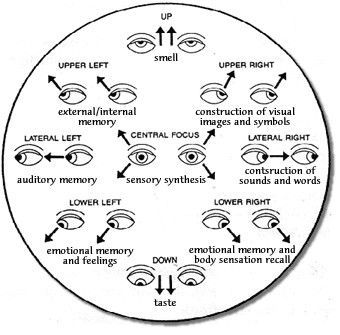 UP
smell
UPPER LEFT
external/internal
memory
UPPER RIGHT
construction of visual
images and symbols
LATERAL LEFT
auditory memory
CENTRAL FOCUS
sensory synthesis
LATERAL RIGHT
contsruction of
sounds and words
LOWER LEFT
emotional memory
and feelings
LOWER RIGHT
emotional memory and
body sensation recall
DOWN
taste